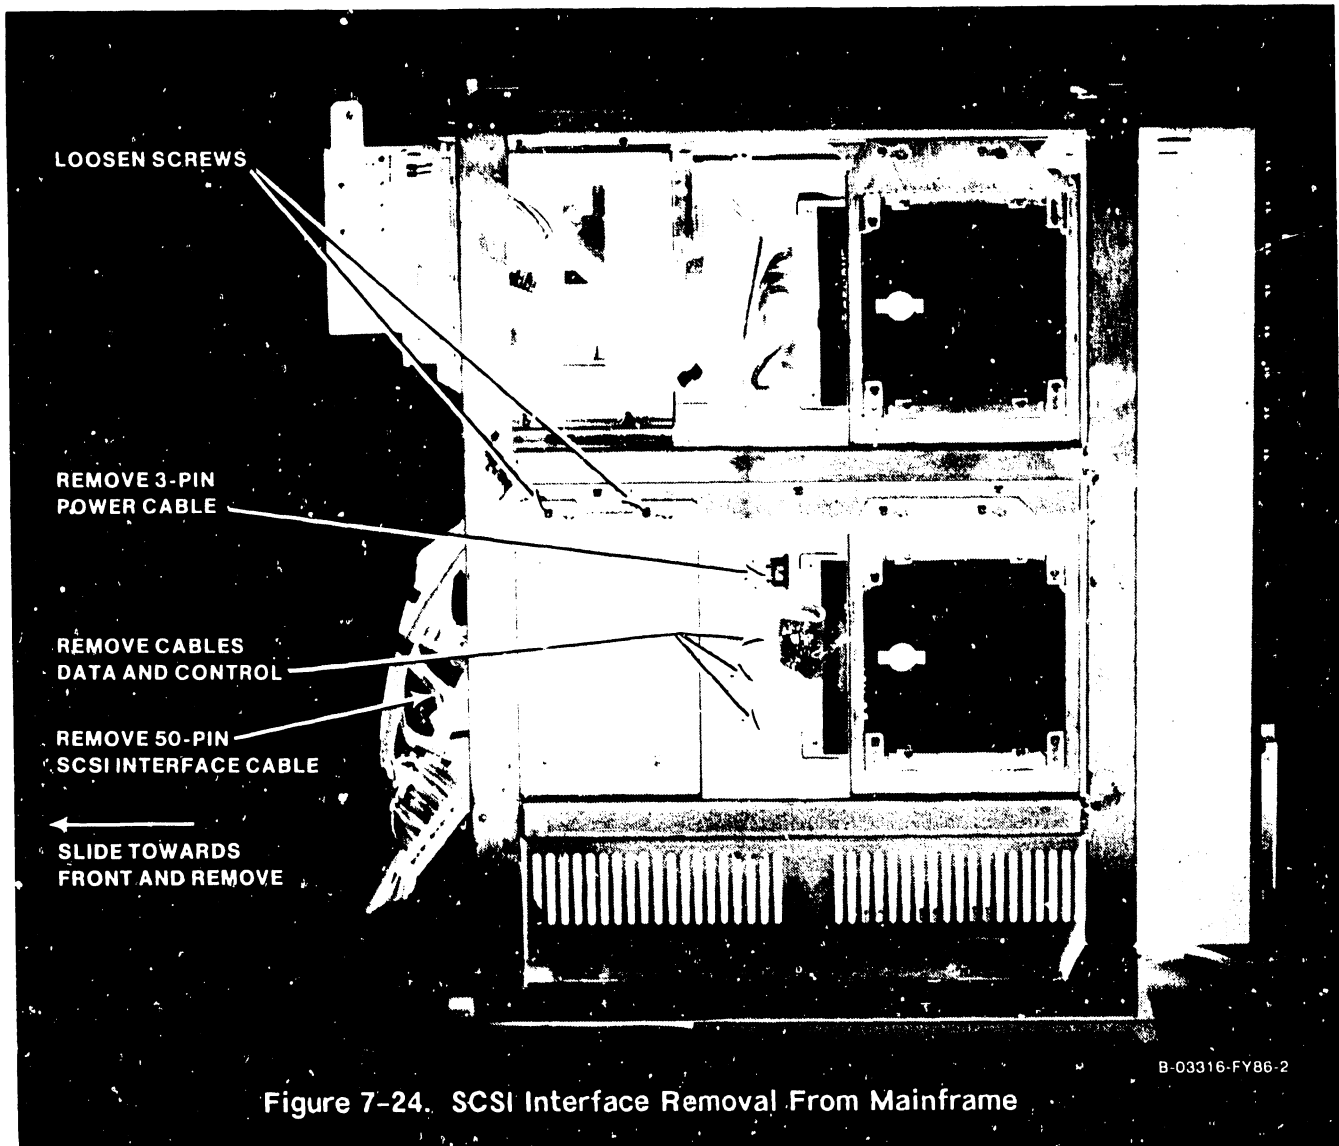 LOOSEN SCREWS
REMOVE 3-PIN
POWER CABLE
REMOVE CABLES
DATA AND CONTROL
REMOVE 50-PIN
SCSI INTERFACE CABLE
SLIDE TOWARDS
FRONT AND REMOVE
B-03316-FY86-2
Figure 7-24. SCSI Interface Removal From Mainframe